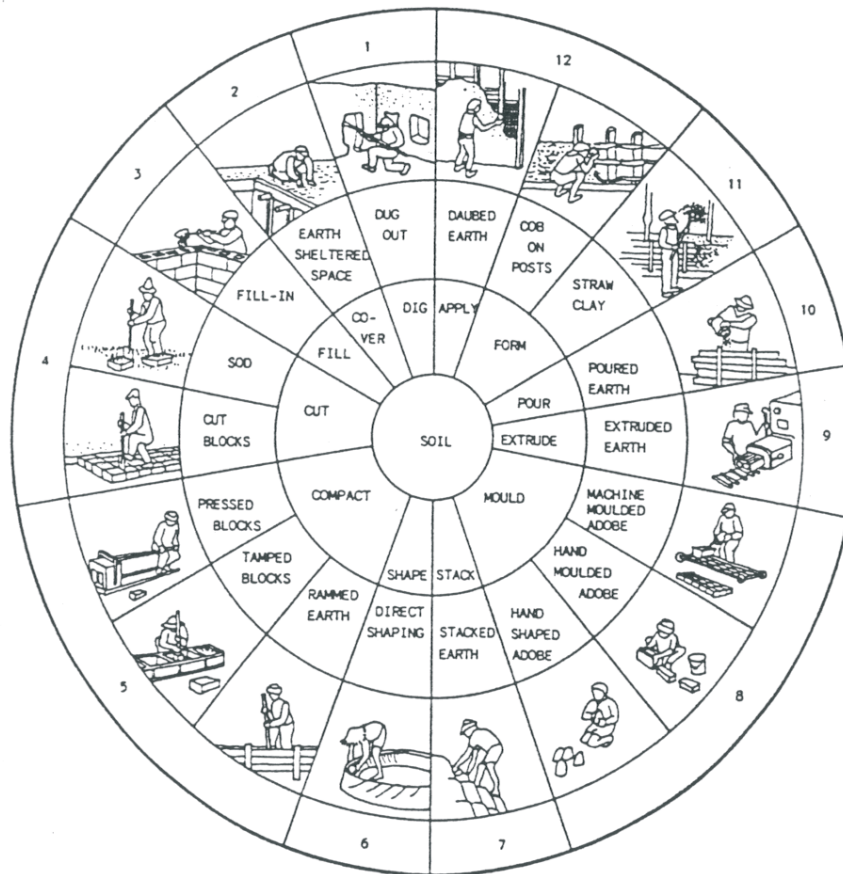 1
12
2
11
3
10
4
9
5
8
6
7
DUG
OUT
DAUBED
EARTH
EARTH
SHELTERED
SPACE
COB
ON
POSTS
FILL-IN
STRAW
CLAY
SOD
POURED
EARTH
CUT
BLOCKS
EXTRUDED
EARTH
PRESSED
BLOCKS
MACHINE
MOULDED
ADOBE
TAMPED
BLOCKS
HAND
MOULDED
ADOBE
RAMMED
EARTH
DIRECT
SHAPING
STACKED
EARTH
HAND
SHAPED
ADOBE
DIG
APPLY
CO-
VER
FORM
FILL
POUR
CUT
EXTRUDE
COMPACT
MOULD
SHAPE
STACK
SOIL